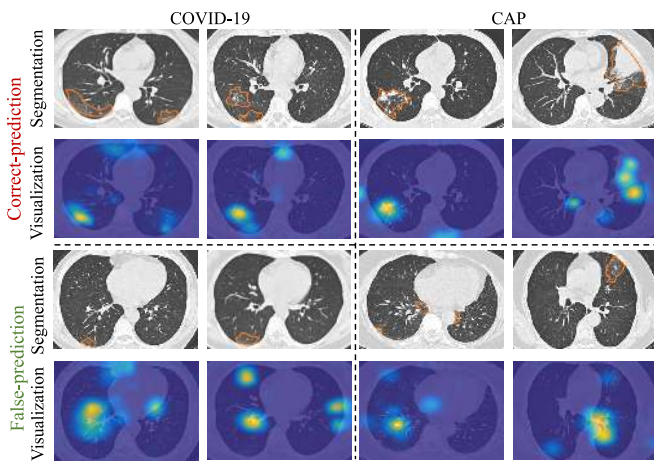 COVID-19
CAP
Correct-prediction
Segmentation
Visualization
False-prediction
Segmentation
Visualization